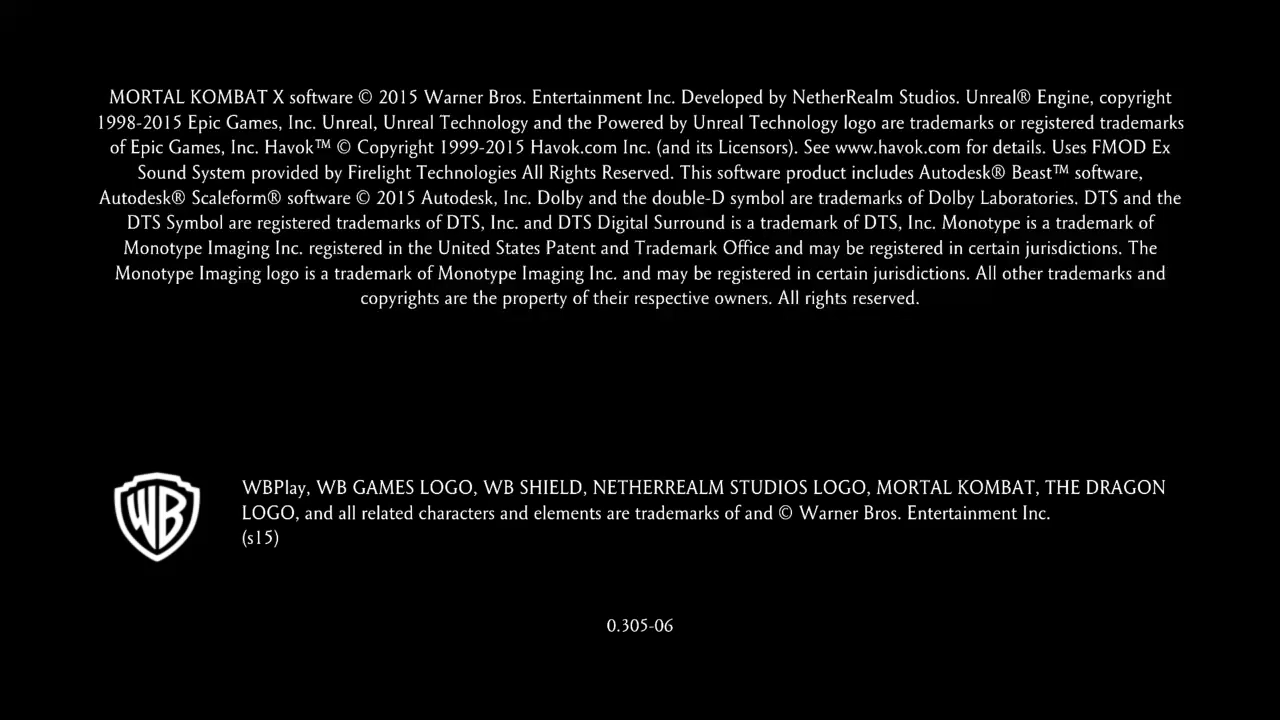 MORTAL KOMBAT X software © 2015 Warner Bros. Entertainment Inc. Developed by NetherRealm Studios. Unreal® Engine, copyright
1998-2015 Epic Games, Inc. Unreal, Unreal Technology and the Powered by Unreal Technology logo are trademarks or registered trademarks
of Epic Games, Inc. Havok™ © Copyright 1999-2015 Havok.com Inc. (and its Licensors). See www.havok.com for details. Uses FMOD Ex
Sound System provided by Firelight Technologies All Rights Reserved. This software product includes Autodesk® Beast™ software,
Autodesk® Scaleform® software © 2015 Autodesk, Inc. Dolby and the double-D symbol are trademarks of Dolby Laboratories. DTS and the
DTS Symbol are registered trademarks of DTS, Inc. and DTS Digital Surround is a trademark of DTS, Inc. Monotype is a trademark of
Monotype Imaging Inc. registered in the United States Patent and Trademark Office and may be registered in certain jurisdictions. The
Monotype Imaging logo is a trademark of Monotype Imaging Inc. and may be registered in certain jurisdictions. All other trademarks and
copyrights are the property of their respective owners. All rights reserved.
WB
WBPlay, WB GAMES LOGO, WB SHIELD, NETHERREALM STUDIOS LOGO, MORTAL KOMBAT, THE DRAGON
LOGO, and all related characters and elements are trademarks of and © Warner Bros. Entertainment Inc.
(s15)
0.305-06